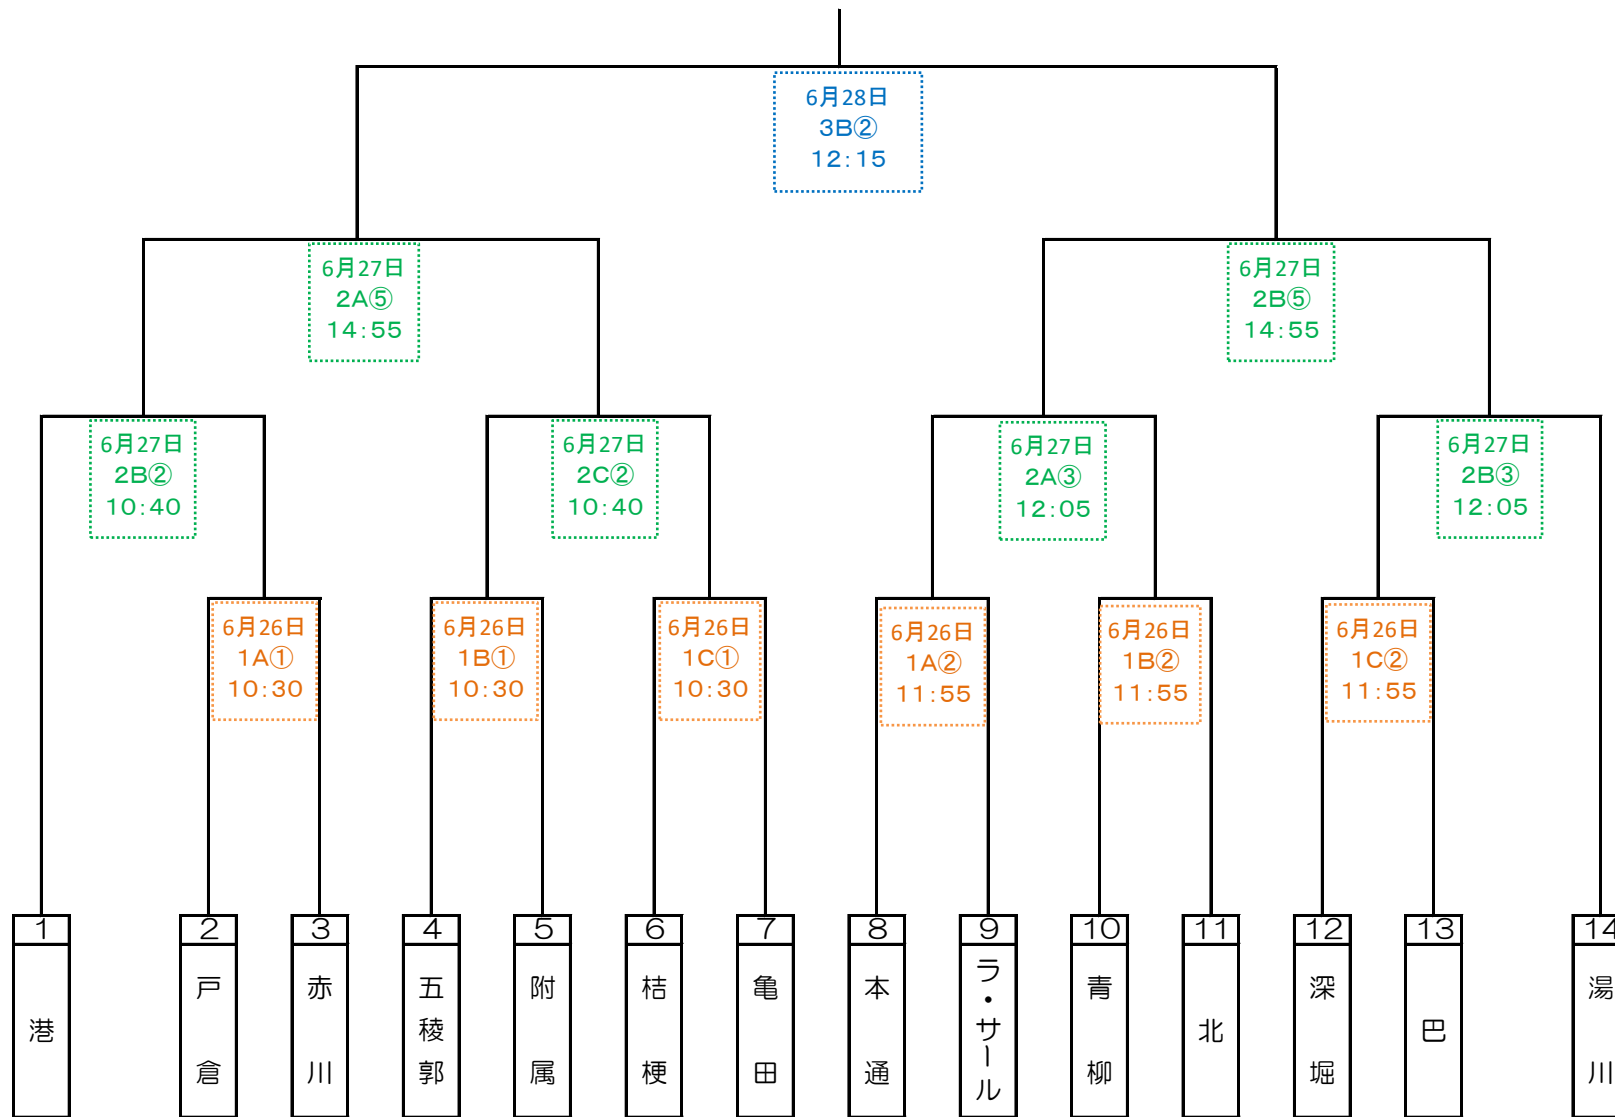 6月28日
3B②
12:15
6月27日
2A⑤
14:55
6月27日
2B⑤
14:55
6月27日
2B②
10:40
6月27日
2C②
10:40
6月27日
2A③
12:05
6月27日
2B③
12:05
6月26日
1A①
10:30
6月26日
1B①
10:30
6月26日
1C①
10:30
6月26日
1A②
11:55
6月26日
1B②
11:55
6月26日
1C②
11:55
1
港
2
戸倉
3
赤川
4
五稜郭
5
附属
6
桔梗
7
亀田
8
本通
9
ラ・サール
10
青柳
11
北
12
深堀
13
巴
14
湯川